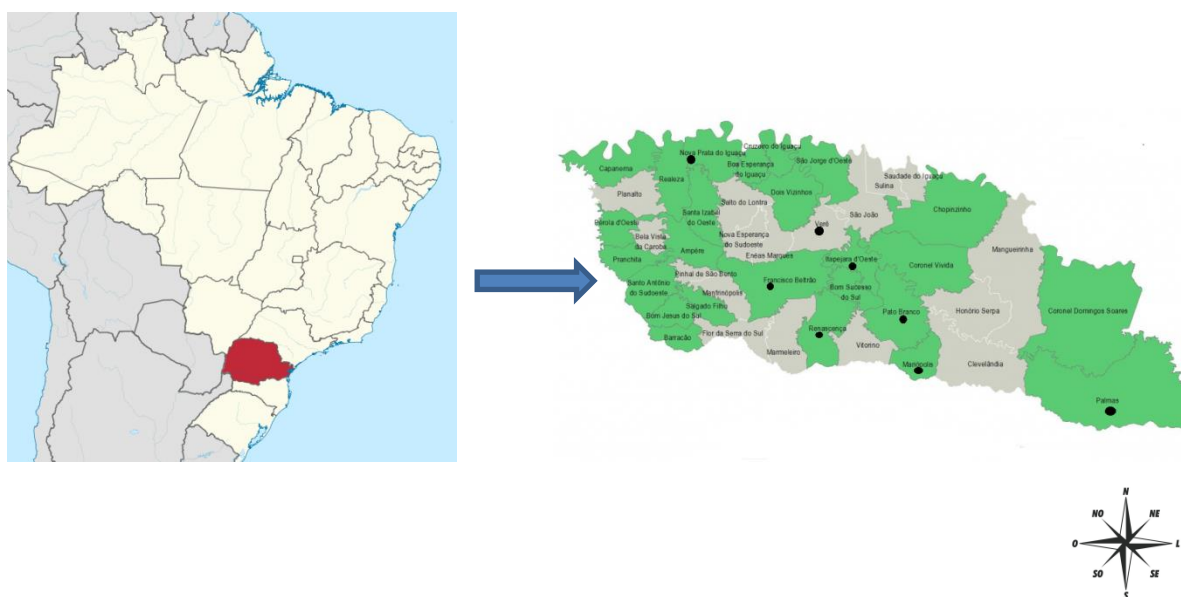 Cruzeiro do Iguaçu
Nova Prata do Iguaçu
Boa Esperança
do Iguaçu
São Jorge d'Oeste
Capanema
Realeza
Saudade do Iguaçu
Sulina
Planalto
Dois Vizinhos
Salto do Lontra
Chopinzinho
Santa Izabel
do Oeste
São João
Pérola d'Oeste
Verê
Bela Vista
da Caroba
Nova Esperança
do Sudoeste
Mangueirinha
Ampére
Enéas Marques
Pranchita
Itapejara d'Oeste
Coronel Vivida
Pinhal de São Bento
Santo Antônio
do Sudoeste
Francisco Beltrão
Bom Sucesso
do Sul
Manfrinópolis
Salgado Filho
Honório Serpa
Coronel Domingos Soares
Bom Jesus do Sul
Pato Branco
Flor da Serra do Sul
Renascença
Barracão
Vitorino
Marmeleiro
Mariópolis
Clevelândia
Palmas
N
NO
NE
O
L
SO
SE
S